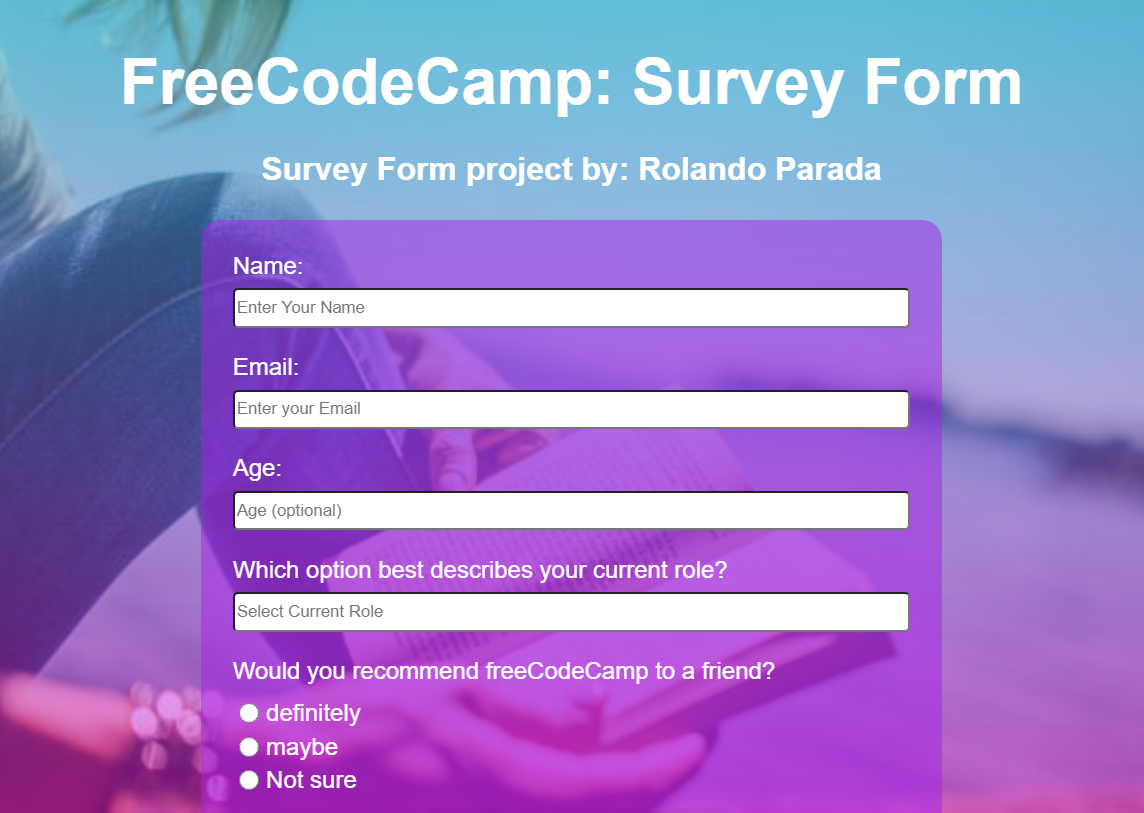 FreeCodeCamp: Survey Form
Survey Form project by: Rolando Parada
Name:
Enter Your Name
Email:
Enter your Email
Age:
Age (optional)
Which option best describes your current role?
Select Current Role
Would you recommend freeCodeCamp to a friend?
definitely
maybe
Not sure